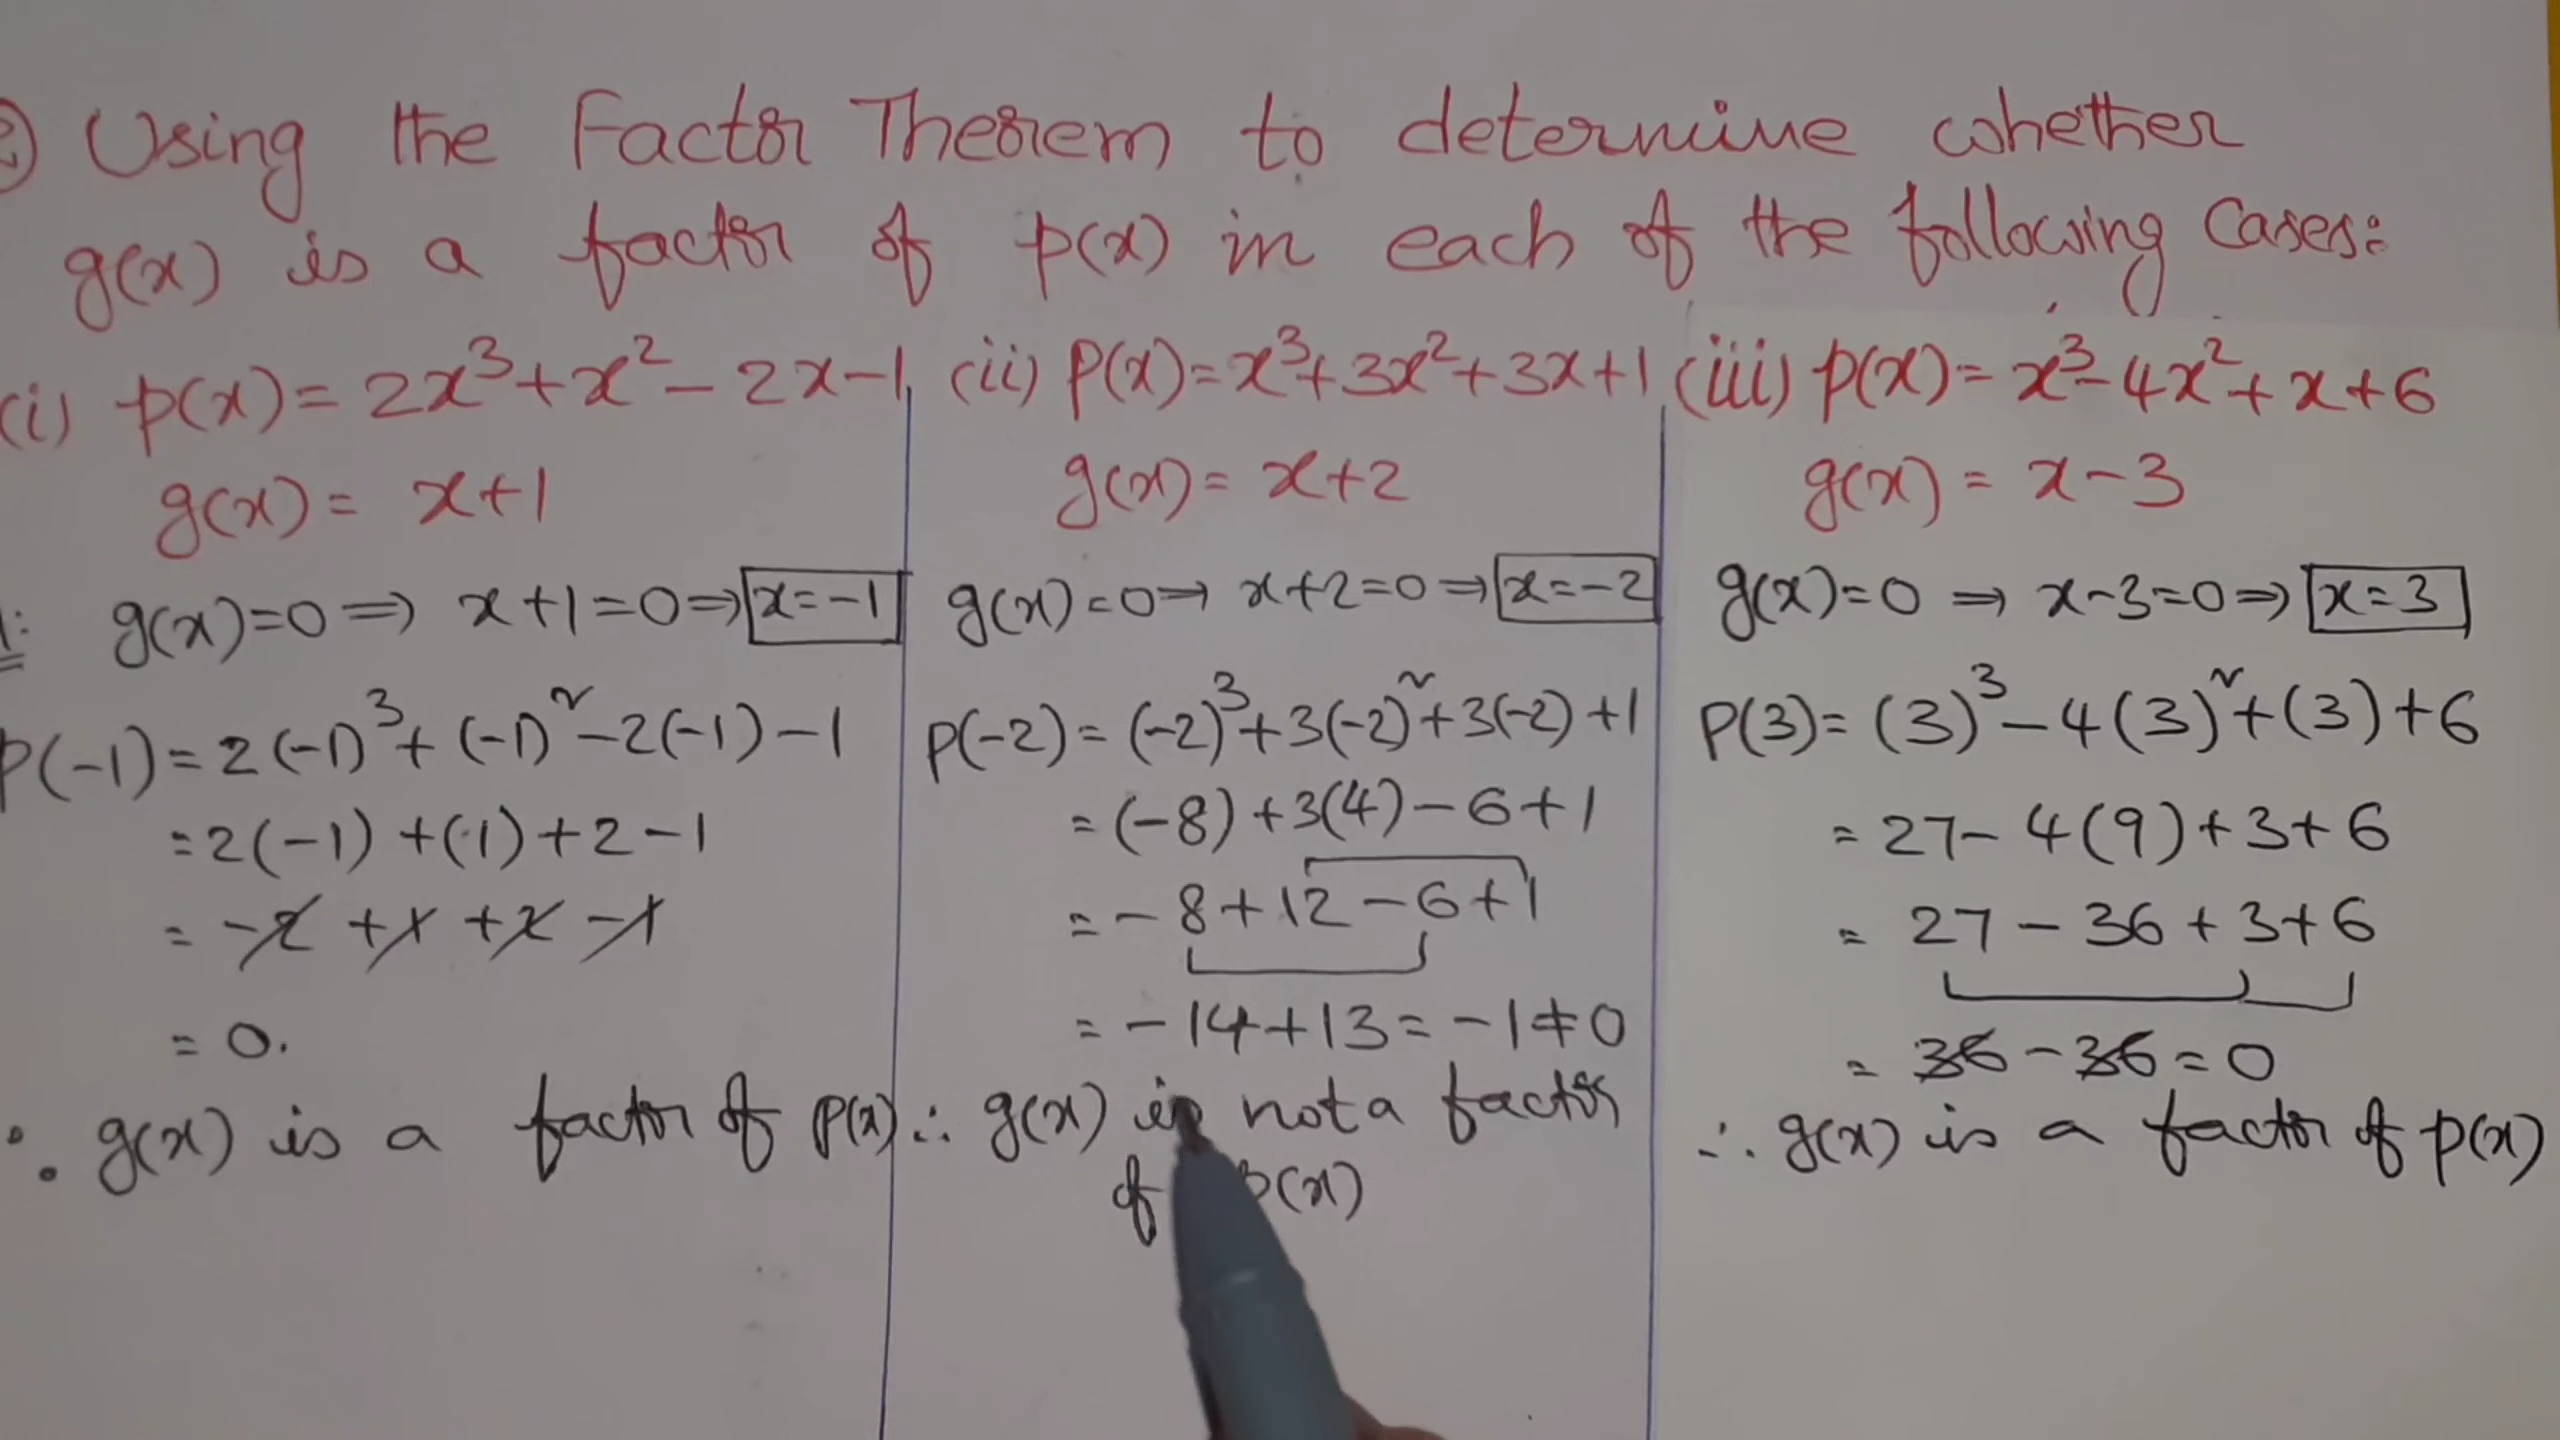 Using the Factor Theorem to determine whether
g(x) is a factor of p(x) in each of the following Cases:
(i) p(x) = 2x³ + x² - 2x - 1
g(x) = x+1
g(x)=0 ⇒ x+1=0 ⇒ x=-1
P(-1) = 2(-1)³ + (-1)² - 2(-1) - 1
= 2(-1) + (1) + 2 - 1
= -2 + 1 + 2 - 1
= 0.
∴ g(x) is a factor of p(x)
(ii) P(x) = x³ + 3x² + 3x + 1
g(x) = x+2
g(x)=0 ⇒ x+2=0 ⇒ x=-2
P(-2) = (-2)³ + 3(-2)² + 3(-2) + 1
= (-8) + 3(4) - 6 + 1
= -8 + 12 - 6 + 1
= -14 + 13 = -1 ≠ 0
∴ g(x) is not a factor
of p(x)
(iii) p(x) = x³ - 4x² + x + 6
g(x) = x - 3
g(x)=0 ⇒ x-3=0 ⇒ x=3
P(3) = (3)³ - 4(3)² + (3) + 6
= 27 - 4(9) + 3 + 6
= 27 - 36 + 3 + 6
= 36 - 36 = 0
∴ g(x) is a factor of p(x)